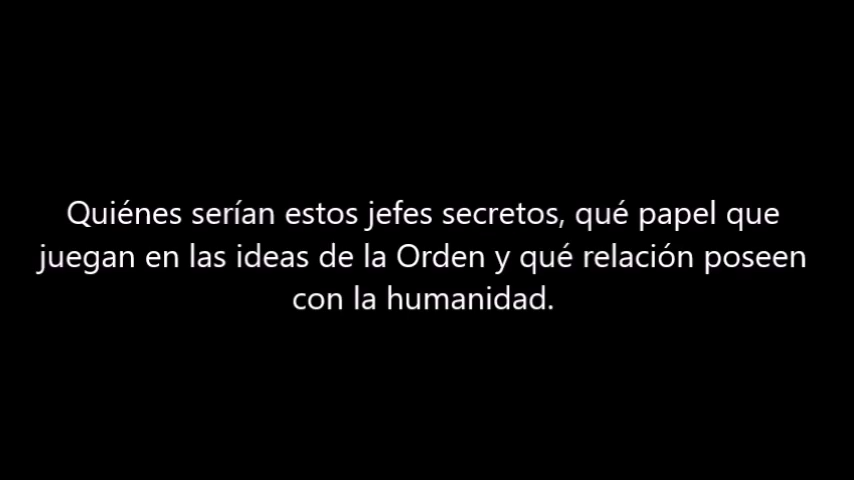 Quiénes serían estos jefes secretos, qué papel que
juegan en las ideas de la Orden y qué relación poseen
con la humanidad.